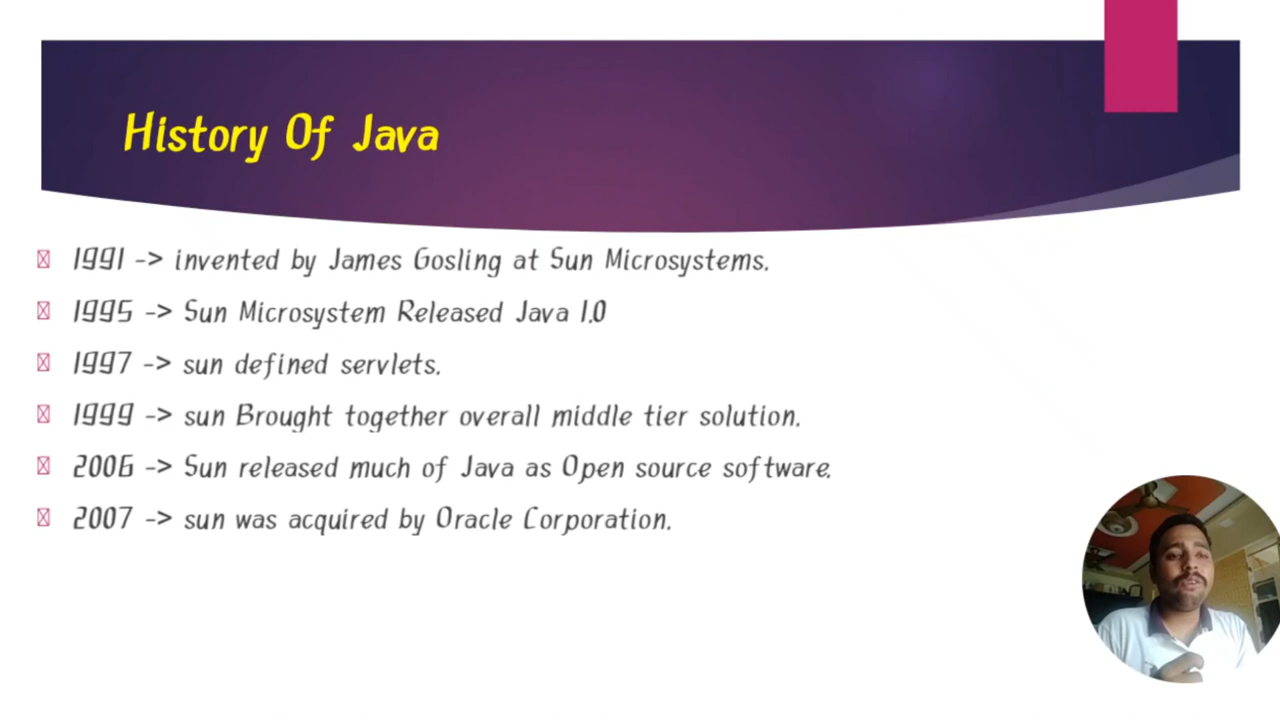 History Of Java
1991 -> invented by James Gosling at Sun Microsystems.
1995 -> Sun Microsystem Released Java 1.0
1997 -> sun defined servlets.
1999 -> sun Brought together overall middle tier solution.
2006 -> Sun released much of Java as Open source software.
2007 -> sun was acquired by Oracle Corporation.